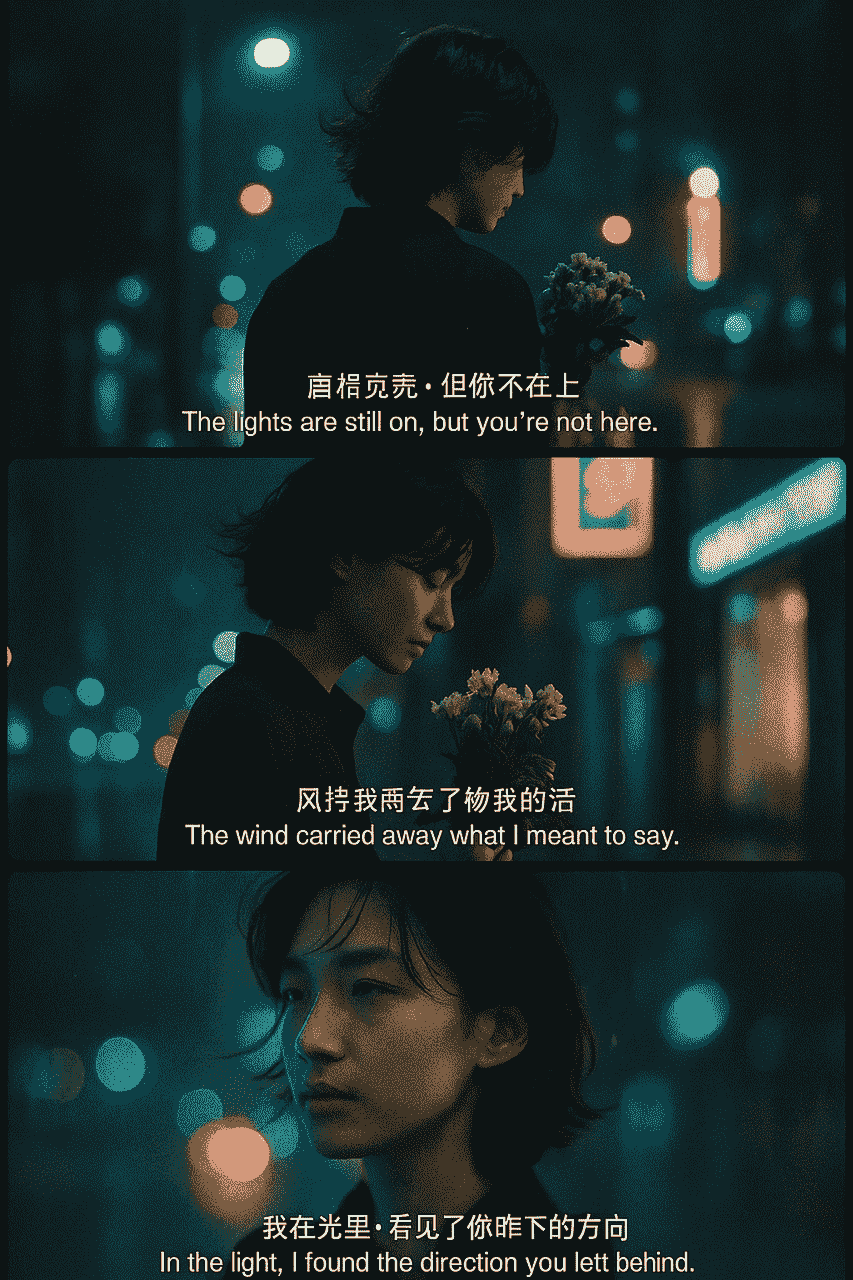 但你不在上
The lights are still on, but you're not here.
风持我两去了物我的活
The wind carried away what I meant to say.
我在光里·看见了你昨下的方向
In the light, I found the direction you lett behind.